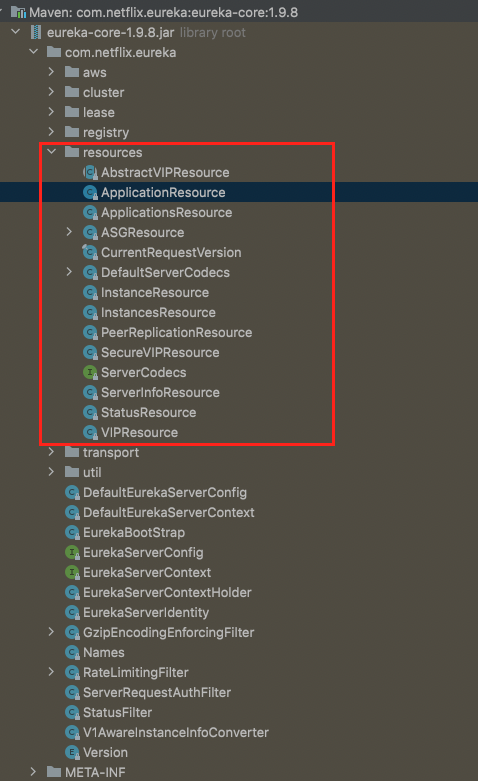 Maven: com.netflix.eureka:eureka-core:1.9.8
eureka-core-1.9.8.jar library root
com.netflix.eureka
aws
cluster
lease
registry
resources
AbstractVIPResource
ApplicationResource
ApplicationsResource
ASGResource
CurrentRequestVersion
DefaultServerCodecs
InstanceResource
InstancesResource
PeerReplicationResource
SecureVIPResource
ServerCodecs
ServerInfoResource
StatusResource
VIPResource
transport
util
DefaultEurekaServerConfig
DefaultEurekaServerContext
EurekaBootStrap
EurekaServerConfig
EurekaServerContext
EurekaServerContextHolder
EurekaServerIdentity
GzipEncodingEnforcingFilter
Names
RateLimitingFilter
ServerRequestAuthFilter
StatusFilter
V1AwareInstanceInfoConverter
Version
META-INF